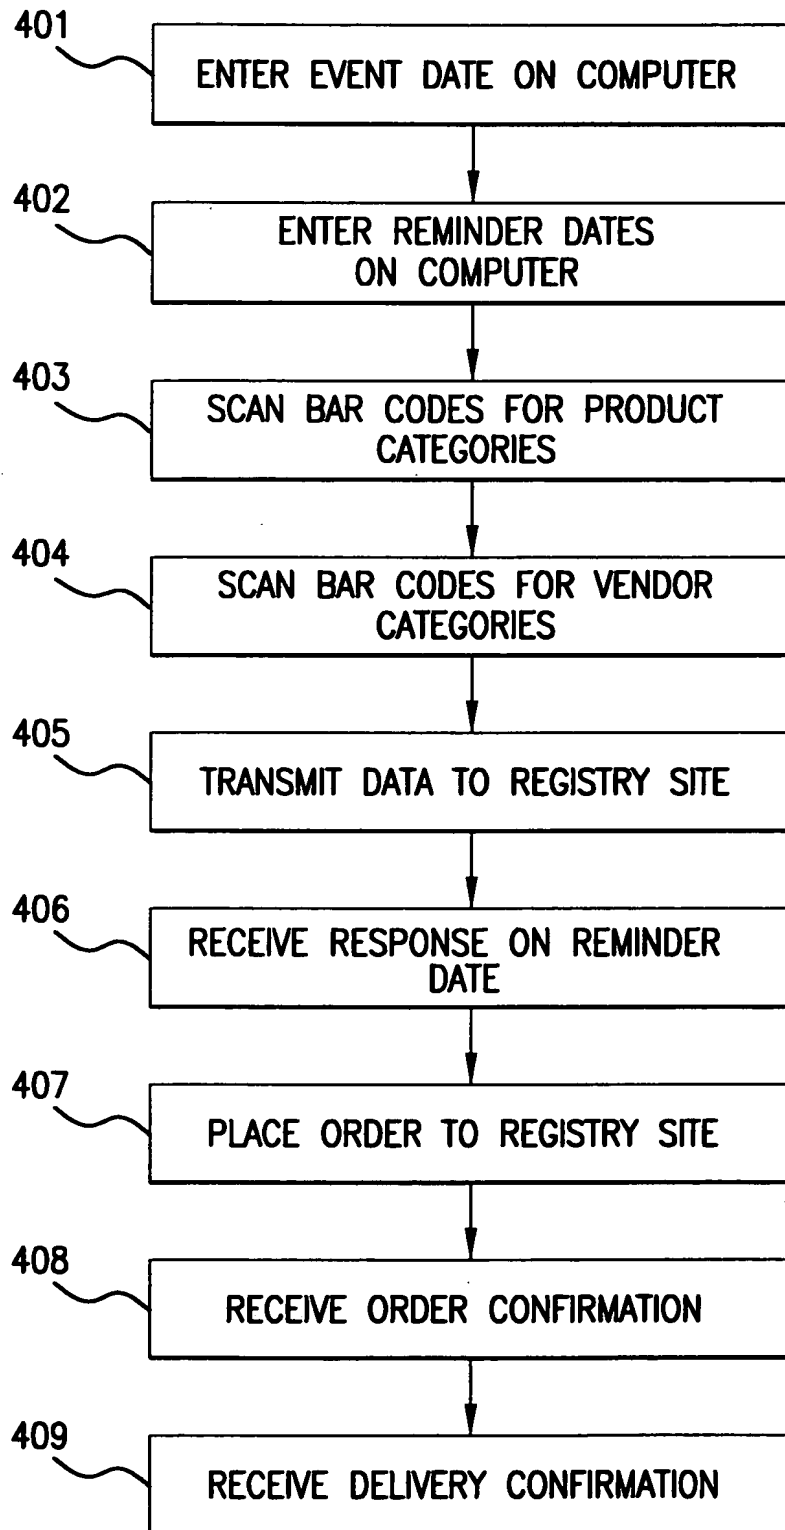 401
ENTER EVENT DATE ON COMPUTER
402
ENTER REMINDER DATES
ON COMPUTER
403
SCAN BAR CODES FOR PRODUCT
CATEGORIES
404
SCAN BAR CODES FOR VENDOR
CATEGORIES
405
TRANSMIT DATA TO REGISTRY SITE
406
RECEIVE RESPONSE ON REMINDER
DATE
407
PLACE ORDER TO REGISTRY SITE
408
RECEIVE ORDER CONFIRMATION
409
RECEIVE DELIVERY CONFIRMATION